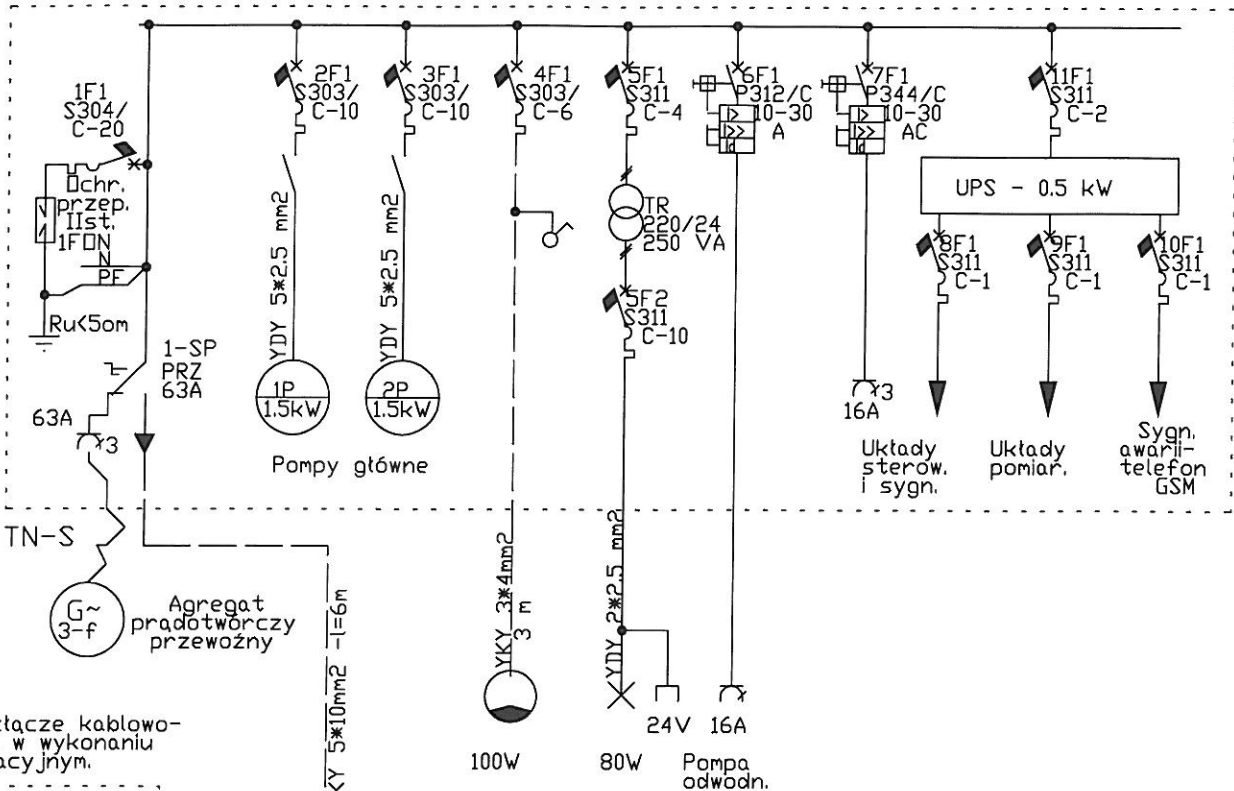 1F1
S304/
C-20
Ochr.
przep.
IIst.
1FON
N
PE
Ru<5om
1-SP
PRZ
63A
63A
3
TN-S
G~
3-f
Agregat
prądotwórczy
przewoźny
złącze kablowo-
w wykonaniu
acyjnym.
KY 5*10mm2 -l=6m
2F1
S303/
C-10
YDY 5*2.5 mm2
1P
1.5kW
3F1
S303/
C-10
YDY 5*2.5 mm2
2P
1.5kW
Pompy główne
4F1
S303/
C-6
YKY 3*4mm2
3 m
100W
5F1
S311
C-4
TR
220/24
250 VA
5F2
S311
C-10
YDY 2*2.5 mm2
80W
24V
6F1
P312/C
10-30
A
16A
Pompa
odwodn.
7F1
P344/C
10-30
AC
3
16A
11F1
S311
C-2
UPS - 0.5 kW
8F1
S311
C-1
Układy
sterow.
i sygn.
9F1
S311
C-1
Układy
pomiar.
10F1
S311
C-1
Sygn.
awarii-
telefon
GSM